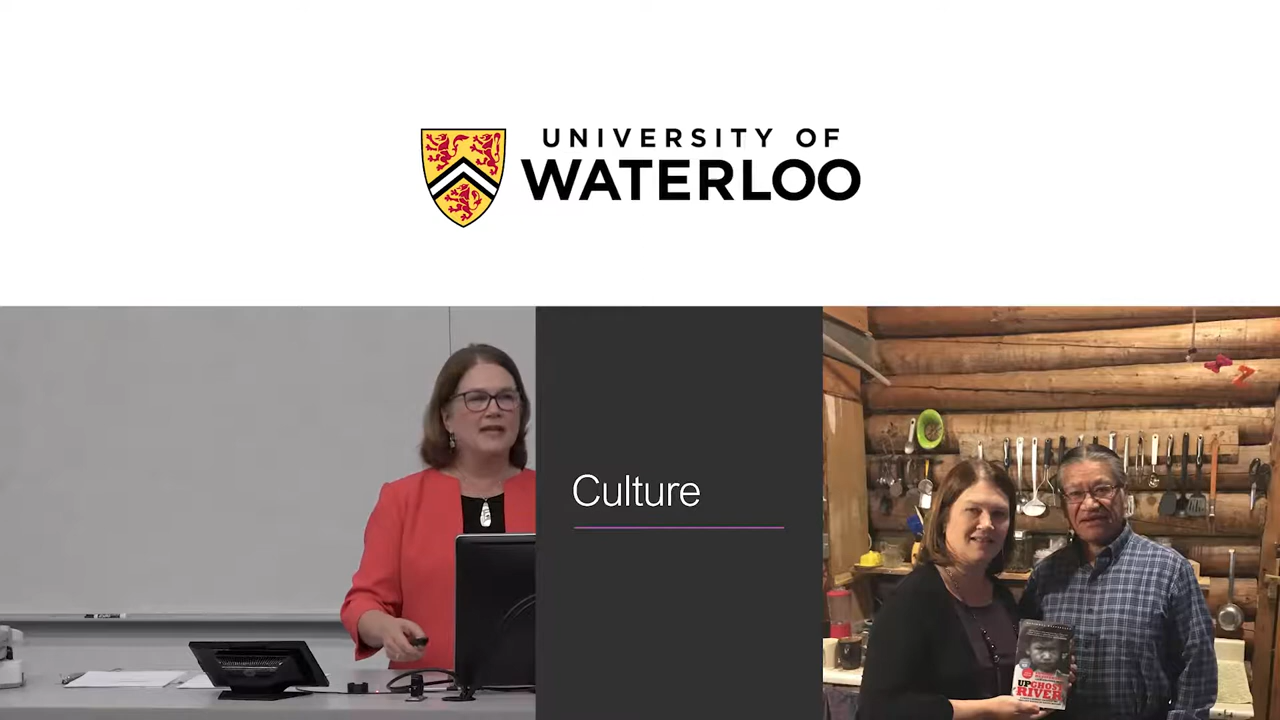 UNIVERSITY OF
WATERLOO
Culture
UP GHOST
RIVER